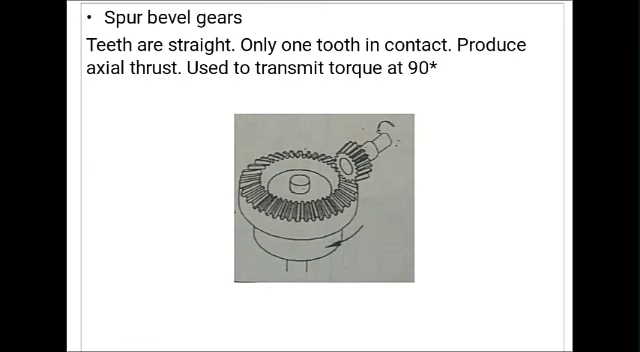 • Spur bevel gears
Teeth are straight. Only one tooth in contact. Produce
axial thrust. Used to transmit torque at 90*